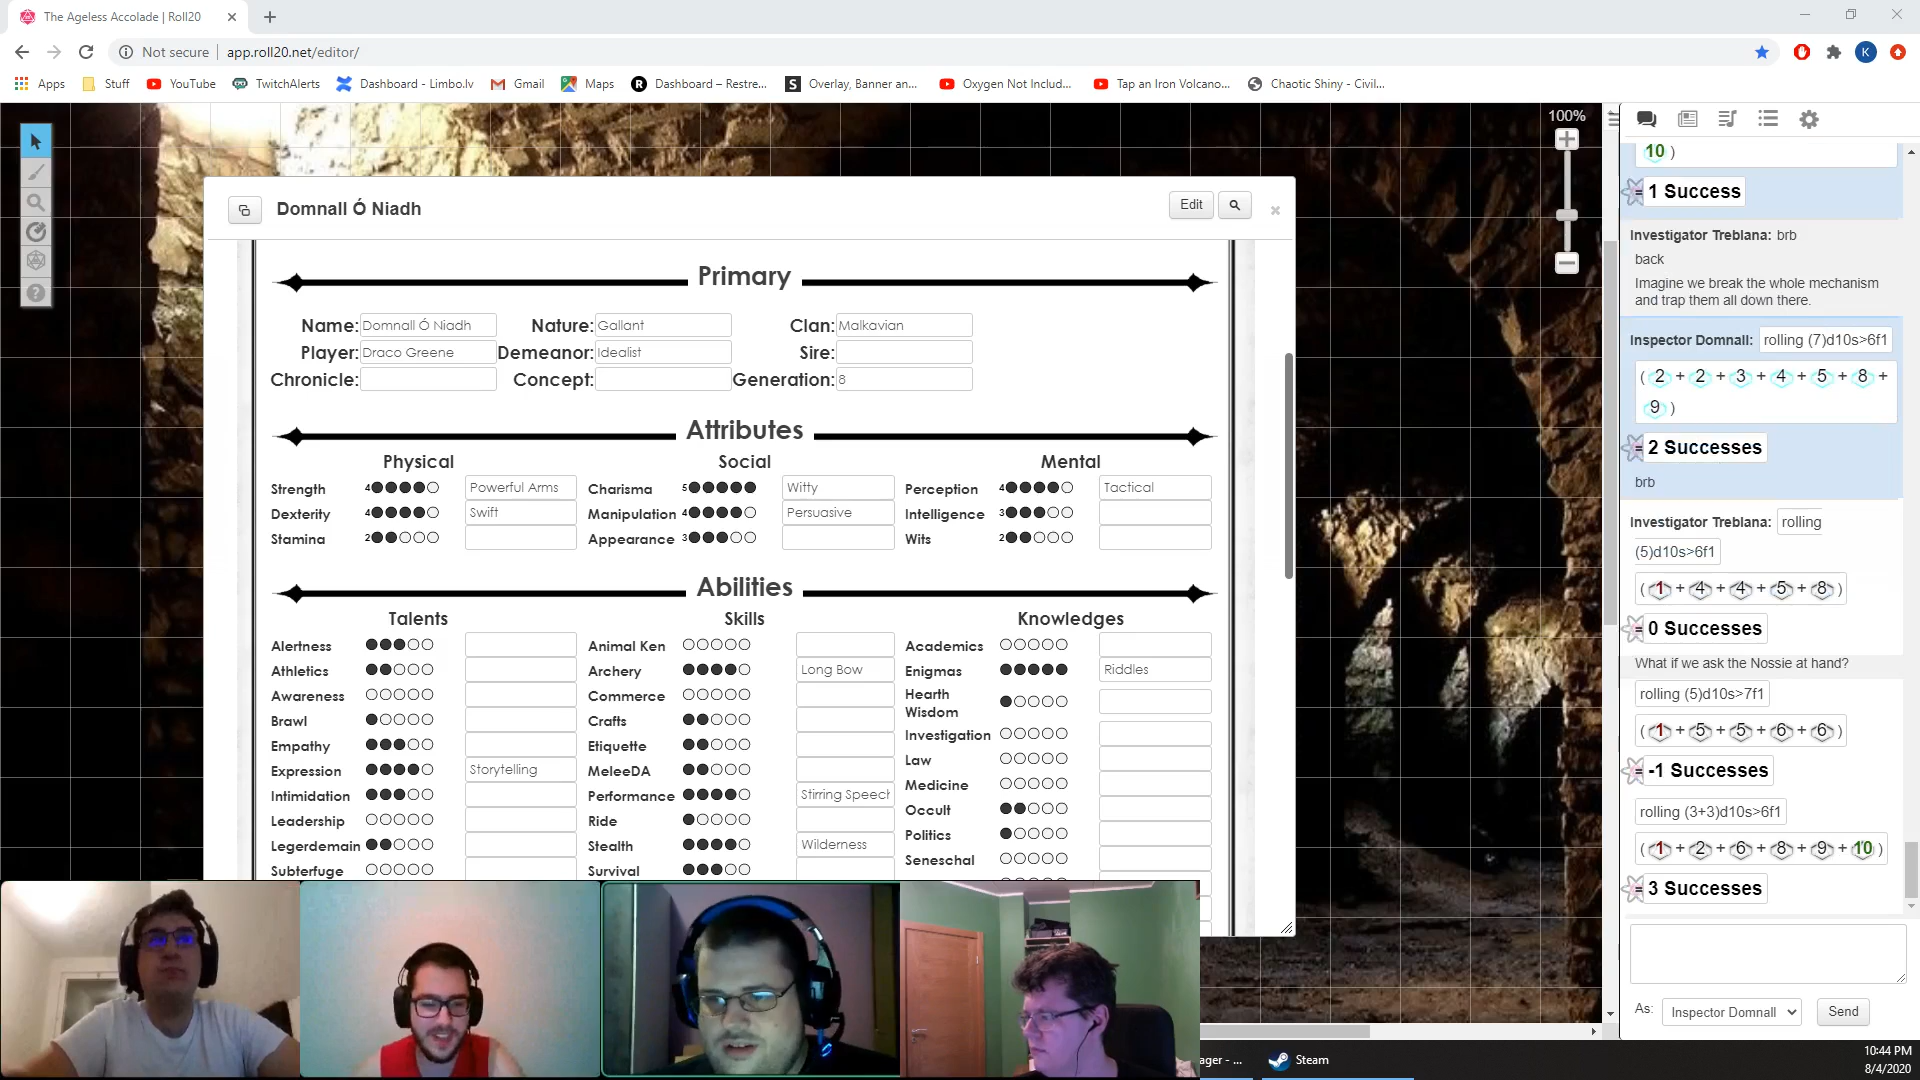 The Ageless Accolade | Roll20
Not secure
app.roll20.net/editor/
K
Apps
Stuff
YouTube
TwitchAlerts
Dashboard - Limbo.lv
Gmail
Maps
Dashboard – Restre...
Overlay, Banner an...
Oxygen Not Includ...
Tap an Iron Volcano...
Chaotic Shiny - Civil...
100%
Domnall Ó Niadh
Edit
Primary
Name: Domnall Ó Niadh Nature: Gallant Clan: Malkavian
Player: Draco Greene Demeanor: Idealist Sire:
Chronicle: Concept: Generation: 8
Attributes
Physical Social Mental
Strength 4 Powerful Arms Charisma 5 Witty Perception 4 Tactical
Dexterity 4 Swift Manipulation 4 Persuasive Intelligence 3
Stamina 2 Appearance 3 Wits 2
Abilities
Talents Skills Knowledges
Alertness Animal Ken Academics
Athletics Archery Long Bow Enigmas Riddles
Awareness Commerce Hearth Wisdom
Brawl Crafts Investigation
Empathy Etiquette Law
Expression Storytelling MeleeDA Medicine
Intimidation Performance Stirring Speech Occult
Leadership Ride Politics
Legerdemain Stealth Wilderness Seneschal
Subterfuge Survival
10 )
= 1 Success
Investigator Treblana: brb
back
Imagine we break the whole mechanism
and trap them all down there.
Inspector Domnall: rolling (7)d10s>6f1
( 2 + 2 + 3 + 4 + 5 + 8 +
9 )
= 2 Successes
brb
Investigator Treblana: rolling
(5)d10s>6f1
( 1 + 4 + 4 + 5 + 8 )
= 0 Successes
What if we ask the Nossie at hand?
rolling (5)d10s>7f1
( 1 + 5 + 5 + 6 + 6 )
= -1 Successes
rolling (3+3)d10s>6f1
( 1 + 2 + 6 + 8 + 9 + 10 )
= 3 Successes
As: Inspector Domnall Send
ager - ...
Steam
10:44 PM
8/4/2020